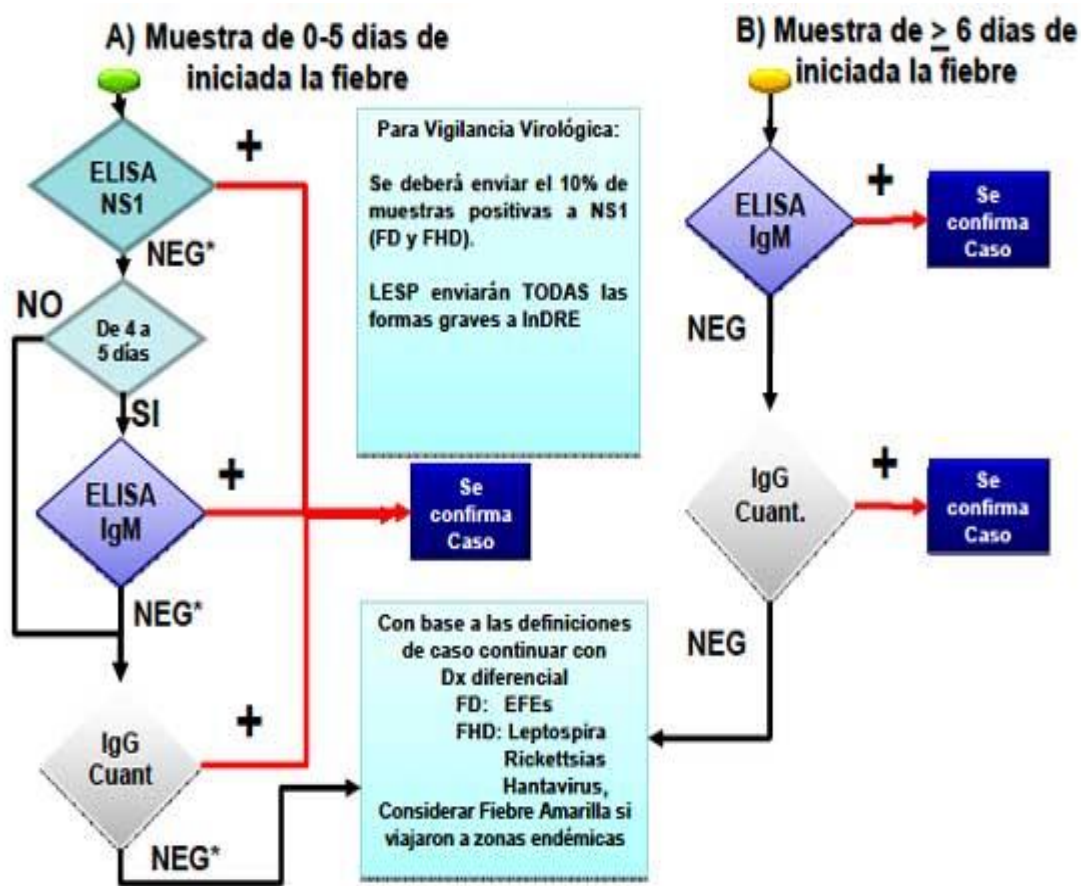 A) Muestra de 0-5 dias de
iniciada la fiebre
ELISA
NS1
+
NEG*
NO
De 4 a
5 días
SI
ELISA
IgM
+
NEG*
IgG
Cuant
+
NEG*
Para Vigilancia Virológica:
Se deberá enviar el 10% de
muestras positivas a NS1
(FD y FHD).
LESP enviarán TODAS las
formas graves a InDRE
Se
confirma
Caso
Con base a las definiciones
de caso continuar con
Dx diferencial
FD: EFEs
FHD: Leptospira
Rickettsias
Hantavirus,
Considerar Fiebre Amarilla si
viajaron a zonas endémicas
B) Muestra de ≥ 6 dias de
iniciada la fiebre
ELISA
IgM
+
Se
confirma
Caso
NEG
IgG
Cuant.
+
Se
confirma
Caso
NEG